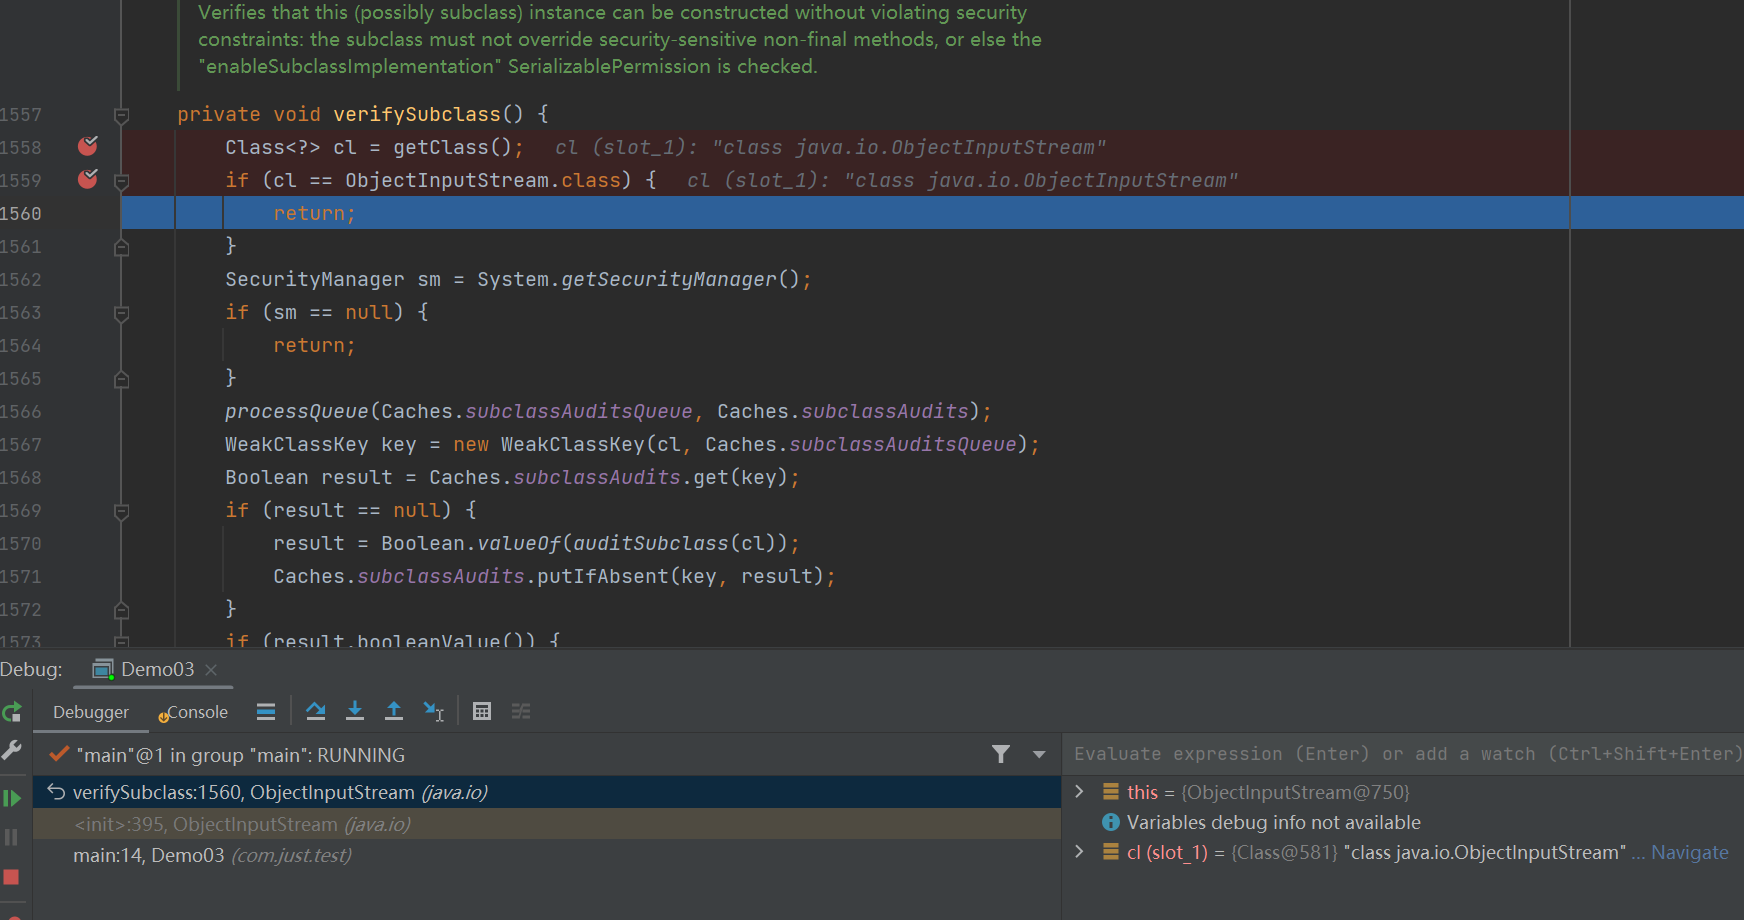 Verifies that this (possibly subclass) instance can be constructed without violating security
constraints: the subclass must not override security-sensitive non-final methods, or else the
"enableSubclassImplementation" SerializablePermission is checked.
1557 private void verifySubclass() {
1558 Class<?> cl = getClass(); cl (slot_1): "class java.io.ObjectInputStream"
1559 if (cl == ObjectInputStream.class) { cl (slot_1): "class java.io.ObjectInputStream"
1560 return;
1561 }
1562 SecurityManager sm = System.getSecurityManager();
1563 if (sm == null) {
1564 return;
1565 }
1566 processQueue(Caches.subclassAuditsQueue, Caches.subclassAudits);
1567 WeakClassKey key = new WeakClassKey(cl, Caches.subclassAuditsQueue);
1568 Boolean result = Caches.subclassAudits.get(key);
1569 if (result == null) {
1570 result = Boolean.valueOf(auditSubclass(cl));
1571 Caches.subclassAudits.putIfAbsent(key, result);
1572 }
1573 if (result.booleanValue()) {
Debug: Demo03
Debugger Console
"main"@1 in group "main": RUNNING
Evaluate expression (Enter) or add a watch (Ctrl+Shift+Enter)
verifySubclass:1560, ObjectInputStream (java.io)
<init>:395, ObjectInputStream (java.io)
main:14, Demo03 (com.just.test)
this = {ObjectInputStream@750}
Variables debug info not available
cl (slot_1) = {Class@581} "class java.io.ObjectInputStream" ... Navigate